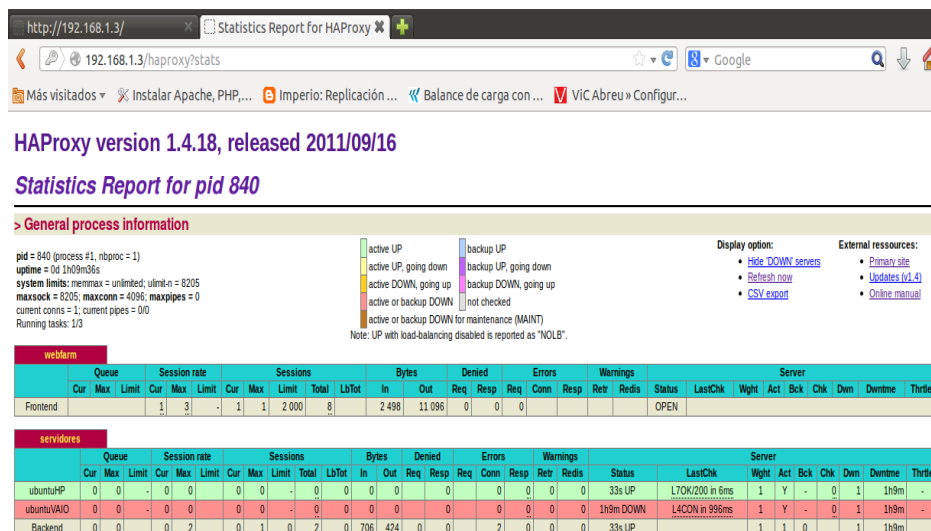 http://192.168.1.3/ Statistics Report for HAProxy
192.168.1.3/haproxy?stats Google
Más visitados Instalar Apache, PHP,... Imperio: Replicación ... Balance de carga con ... ViC Abreu » Configur...
HAProxy version 1.4.18, released 2011/09/16
Statistics Report for pid 840
> General process information
pid = 840 (process #1, nbproc = 1)
uptime = 0d 1h09m36s
system limits: memmax = unlimited; ulimit-n = 8205
maxsock = 8205; maxconn = 4096; maxpipes = 0
current conns = 1; current pipes = 0/0
Running tasks: 1/3
active UP backup UP
active UP, going down backup UP, going down
active DOWN, going up backup DOWN, going up
active or backup DOWN not checked
active or backup DOWN for maintenance (MAINT)
Note: UP with load-balancing disabled is reported as "NOLB".
Display option:
Hide 'DOWN' servers
Refresh now
CSV export
External ressources:
Primary site
Updates (v1.4)
Online manual
webfarm
Queue Session rate Sessions Bytes Denied Errors Warnings Server
Cur Max Limit Cur Max Limit Cur Max Limit Total LbTot In Out Req Resp Req Conn Resp Retr Redis Status LastChk Wght Act Bck Chk Dwn Dwntme Thrtle
Frontend 1 3 - 1 1 2 000 8 2 498 11 096 0 0 0 OPEN
servidores
Queue Session rate Sessions Bytes Denied Errors Warnings Server
Cur Max Limit Cur Max Limit Cur Max Limit Total LbTot In Out Req Resp Req Conn Resp Retr Redis Status LastChk Wght Act Bck Chk Dwn Dwntme Thrtle
ubuntuHP 0 0 - 0 0 0 0 - 0 0 0 0 0 0 0 0 0 33s UP L7OK/200 in 6ms 1 Y - 0 1 1h9m -
ubuntuVAIO 0 0 - 0 0 0 0 - 0 0 0 0 0 0 0 0 0 1h9m DOWN L4CON in 996ms 1 Y - 0 1 1h9m -
Backend 0 0 0 2 0 1 0 2 0 706 424 0 0 2 0 0 0 33s UP 1 1 0 1 1h9m